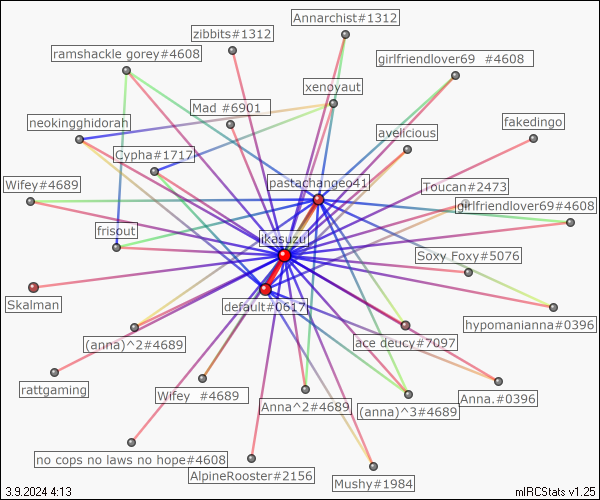 Annarchist#1312
zibbits#1312
ramshackle gorey#4608
girlfriendlover69 #4608
xenoyaut
Mad #6901
neokingghidorah
avelicious
fakedingo
Cypha#1717
Wifey#4689
pastachangeo41
Toucan#2473
girlfriendlover69#4608
frisout
ikasuzu
Soxy Foxy#5076
Skalman
default#0617
hypomanianna#0396
(anna)^2#4689
ace deucy#7097
rattgaming
Wifey #4689
Anna^2#4689
(anna)^3#4689
Anna.#0396
no cops no laws no hope#4608
AlpineRooster#2156
Mushy#1984
3.9.2024 4:13
mIRCStats v1.25